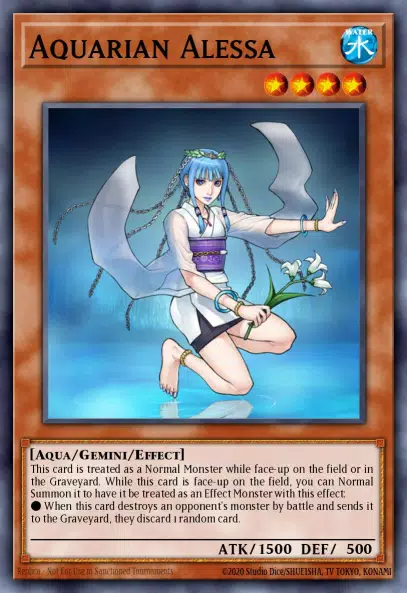 AQUARIAN ALESSA
WATER
水
[AQUA/GEMINI/EFFECT]
This card is treated as a Normal Monster while face-up on the field or in
the Graveyard. While this card is face-up on the field, you can Normal
Summon it to have it be treated as an Effect Monster with this effect:
● When this card destroys an opponent's monster by battle and sends it
to the Graveyard, they discard 1 random card.
ATK/1500 DEF/ 500
Replica - Not For Use in Sanctioned Tournaments
©2020 Studio Dice/SHUEISHA, TV TOKYO, KONAMI